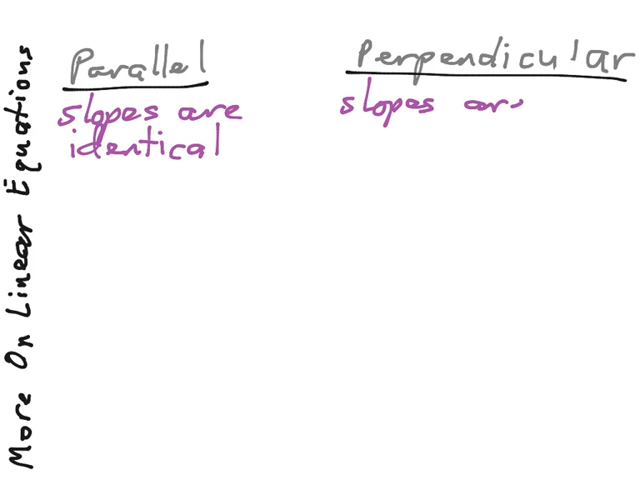 More On Linear Equations
Parallel
slopes are
identical
Perpendicular
slopes ar